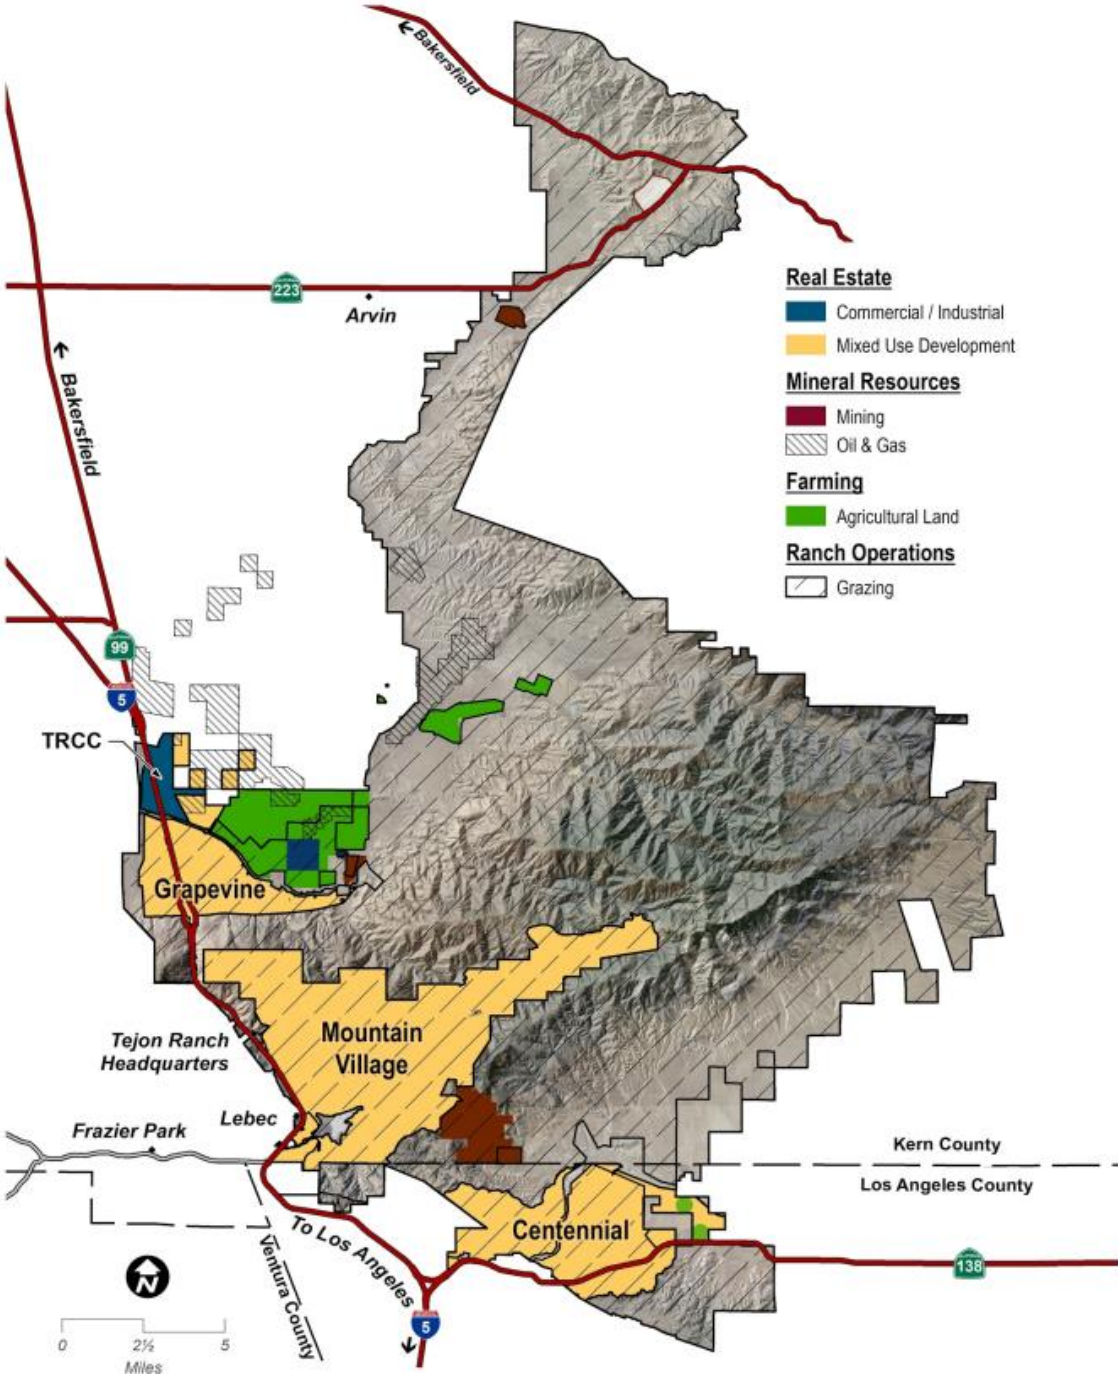 Bakersfield
223
Arvin
Real Estate
Commercial / Industrial
Mixed Use Development
Mineral Resources
Mining
Oil & Gas
Farming
Agricultural Land
Ranch Operations
Grazing
Bakersfield
99
5
TRCC
Grapevine
Mountain
Village
Tejon Ranch
Headquarters
Lebec
Frazier Park
Kern County
Los Angeles County
Centennial
To Los Angeles
Ventura County
138
N
5
0 2½ 5
Miles